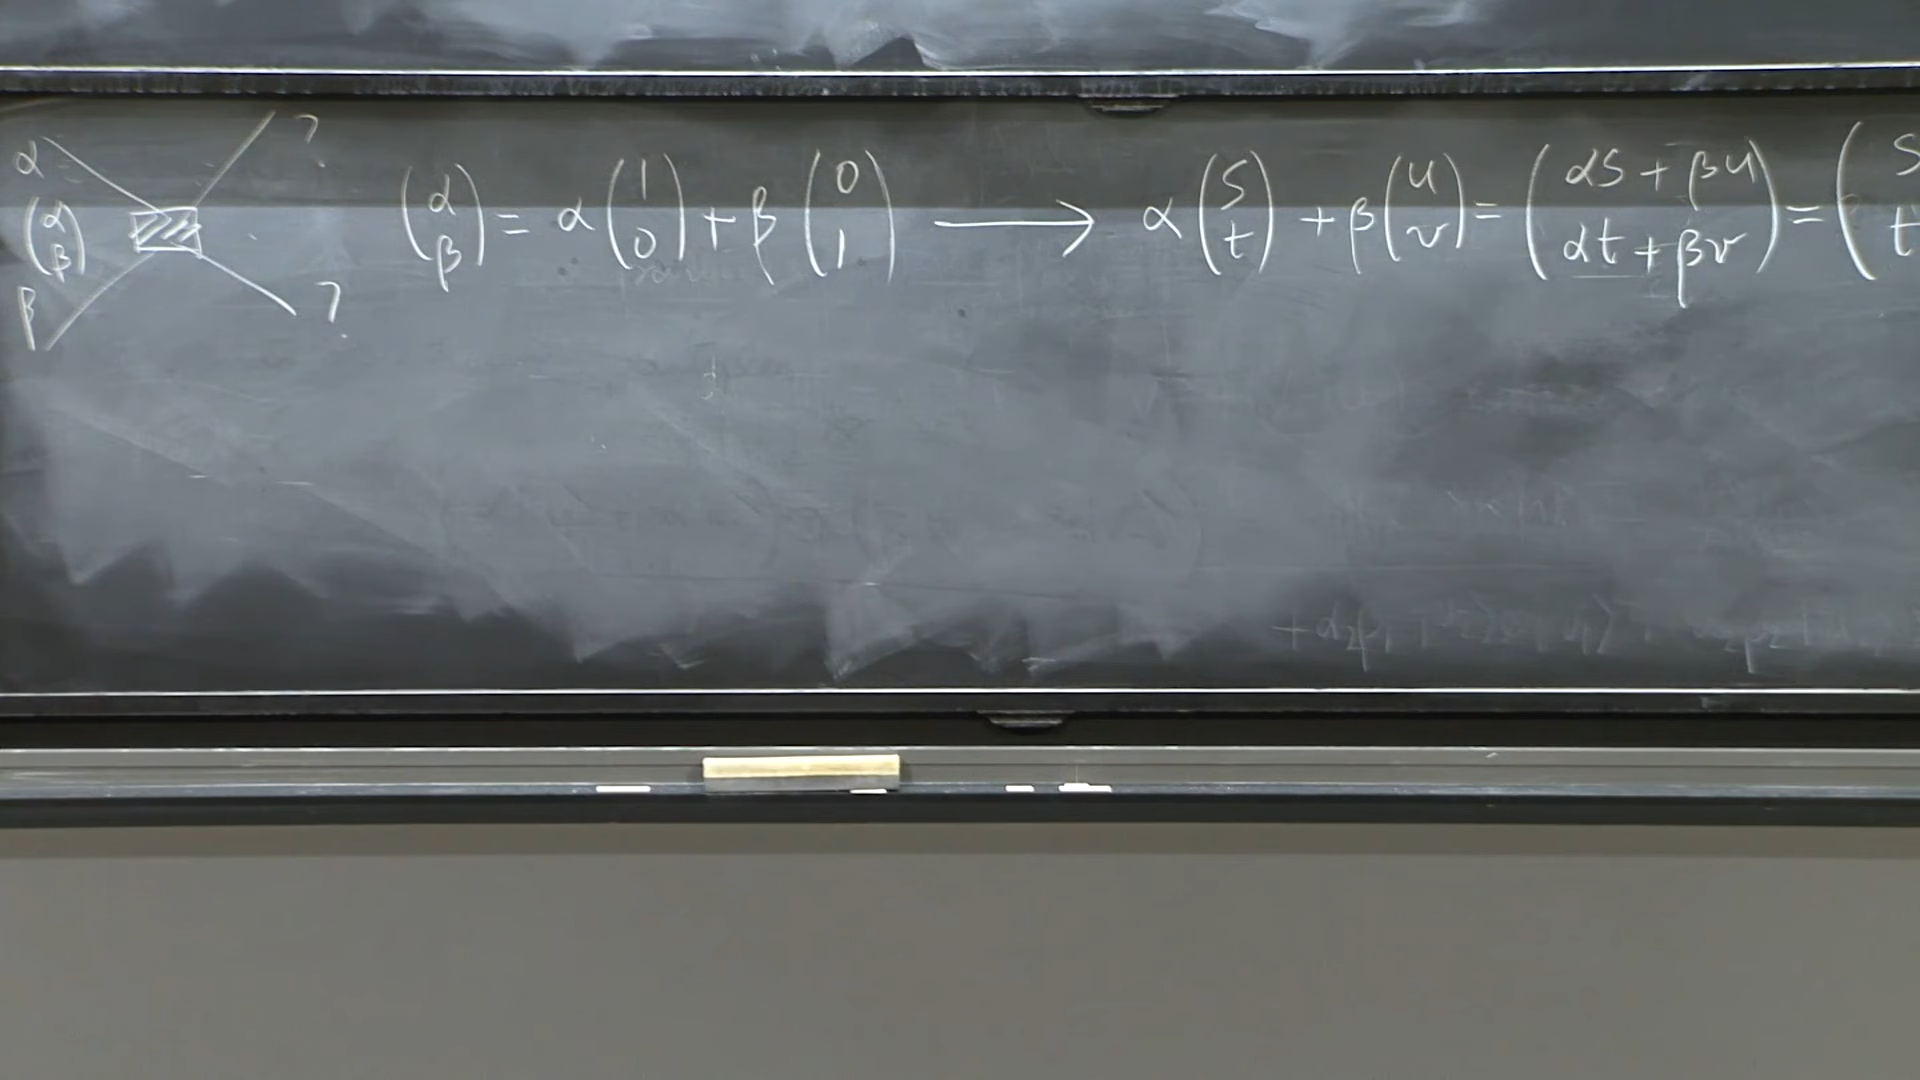 α ?
(α β) (α β) = α (1 0) + β (0 1) ⟶ α (s t) + β (u v) = (αs + βu αt + βv) = (s t
β ?